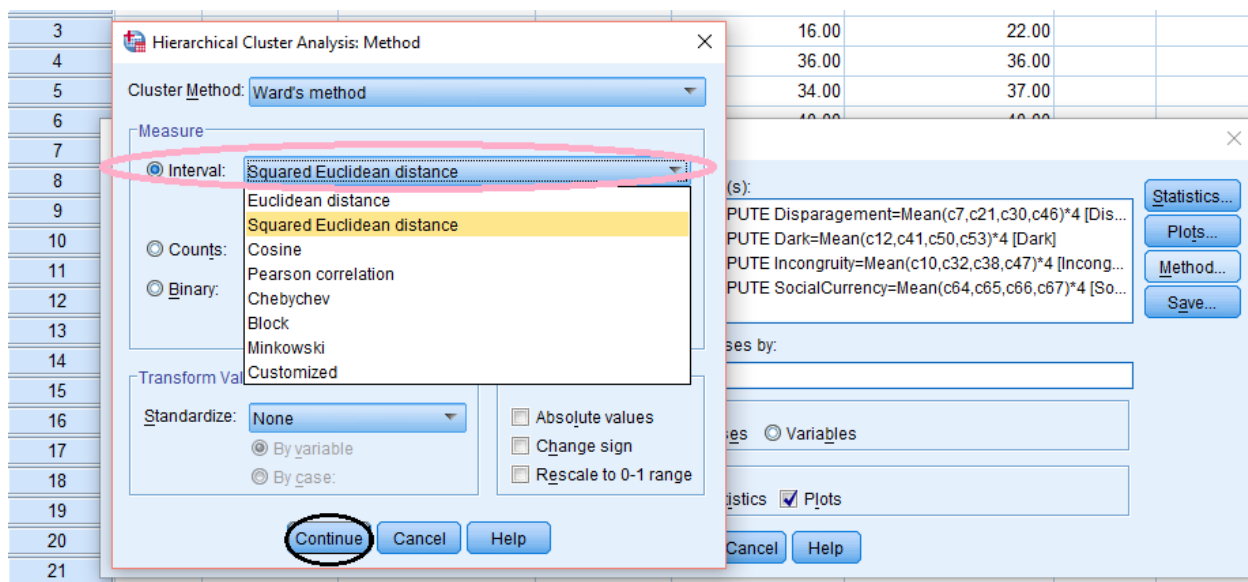 3 16.00 22.00
4 36.00 36.00
5 34.00 37.00
6
7
8
9
10
11
12
13
14
15
16
17
18
19
20
21
Hierarchical Cluster Analysis: Method
Cluster Method: Ward's method
Measure
Interval: Squared Euclidean distance
Euclidean distance
Squared Euclidean distance
Cosine
Pearson correlation
Chebychev
Block
Minkowski
Customized
Counts:
Binary:
Transform Val
Standardize: None
By variable
By case:
Absolute values
Change sign
Rescale to 0-1 range
Continue Cancel Help
(s):
PUTE Disparagement=Mean(c7,c21,c30,c46)*4 [Dis...
PUTE Dark=Mean(c12,c41,c50,c53)*4 [Dark]
PUTE Incongruity=Mean(c10,c32,c38,c47)*4 [Incong...
PUTE SocialCurrency=Mean(c64,c65,c66,c67)*4 [So...
Statistics...
Plots...
Method...
Save...
ses by:
ses Variables
tistics Plots
Cancel Help